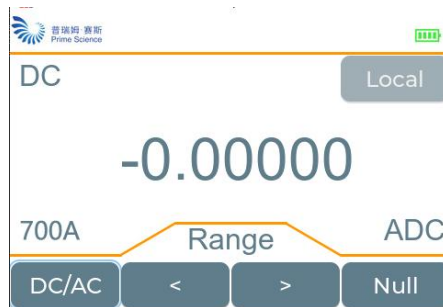 普瑞姆·赛斯
Prime Science
DC
Local
-0.00000
700A
Range
ADC
DC/AC
<
>
Null